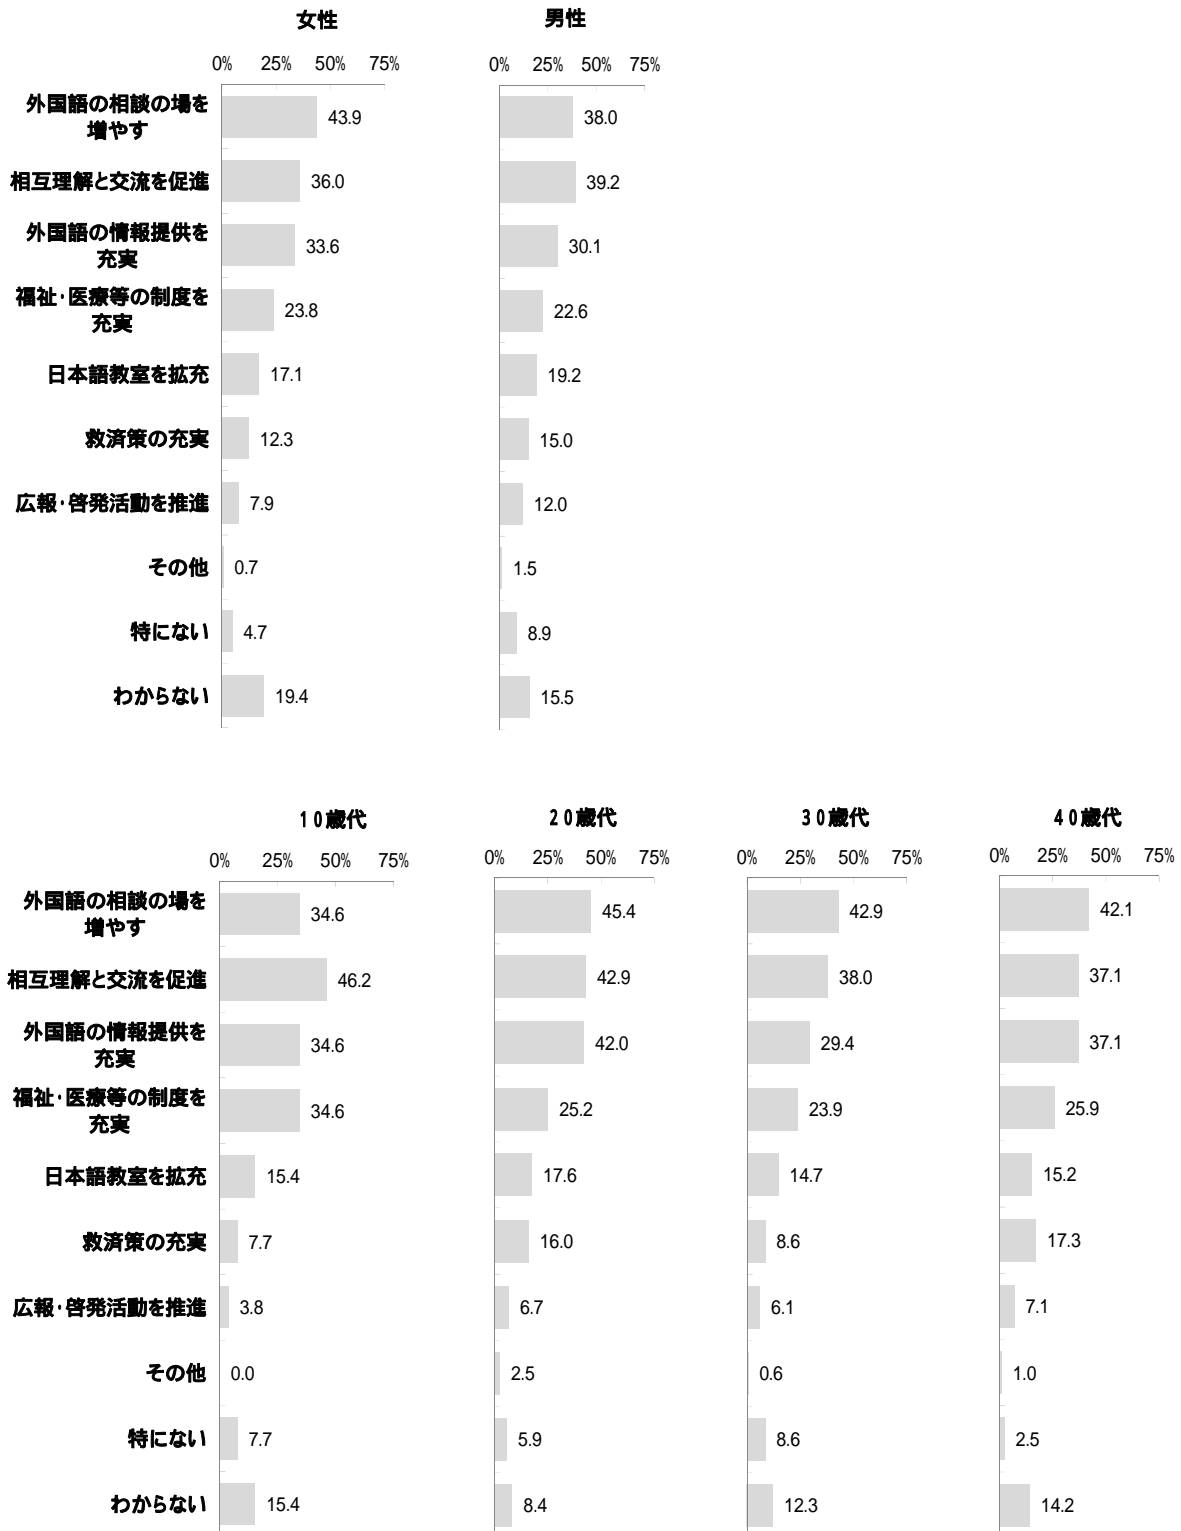 女性 男性
0% 25% 50% 75% 0% 25% 50% 75%
外国語の相談の場を
増やす 43.9 38.0
相互理解と交流を促進 36.0 39.2
外国語の情報提供を
充実 33.6 30.1
福祉・医療等の制度を
充実 23.8 22.6
日本語教室を拡充 17.1 19.2
救済策の充実 12.3 15.0
広報・啓発活動を推進 7.9 12.0
その他 0.7 1.5
特にない 4.7 8.9
わからない 19.4 15.5
10歳代 20歳代 30歳代 40歳代
0% 25% 50% 75% 0% 25% 50% 75% 0% 25% 50% 75% 0% 25% 50% 75%
外国語の相談の場を
増やす 34.6 45.4 42.9 42.1
相互理解と交流を促進 46.2 42.9 38.0 37.1
外国語の情報提供を
充実 34.6 42.0 29.4 37.1
福祉・医療等の制度を
充実 34.6 25.2 23.9 25.9
日本語教室を拡充 15.4 17.6 14.7 15.2
救済策の充実 7.7 16.0 8.6 17.3
広報・啓発活動を推進 3.8 6.7 6.1 7.1
その他 0.0 2.5 0.6 1.0
特にない 7.7 5.9 8.6 2.5
わからない 15.4 8.4 12.3 14.2